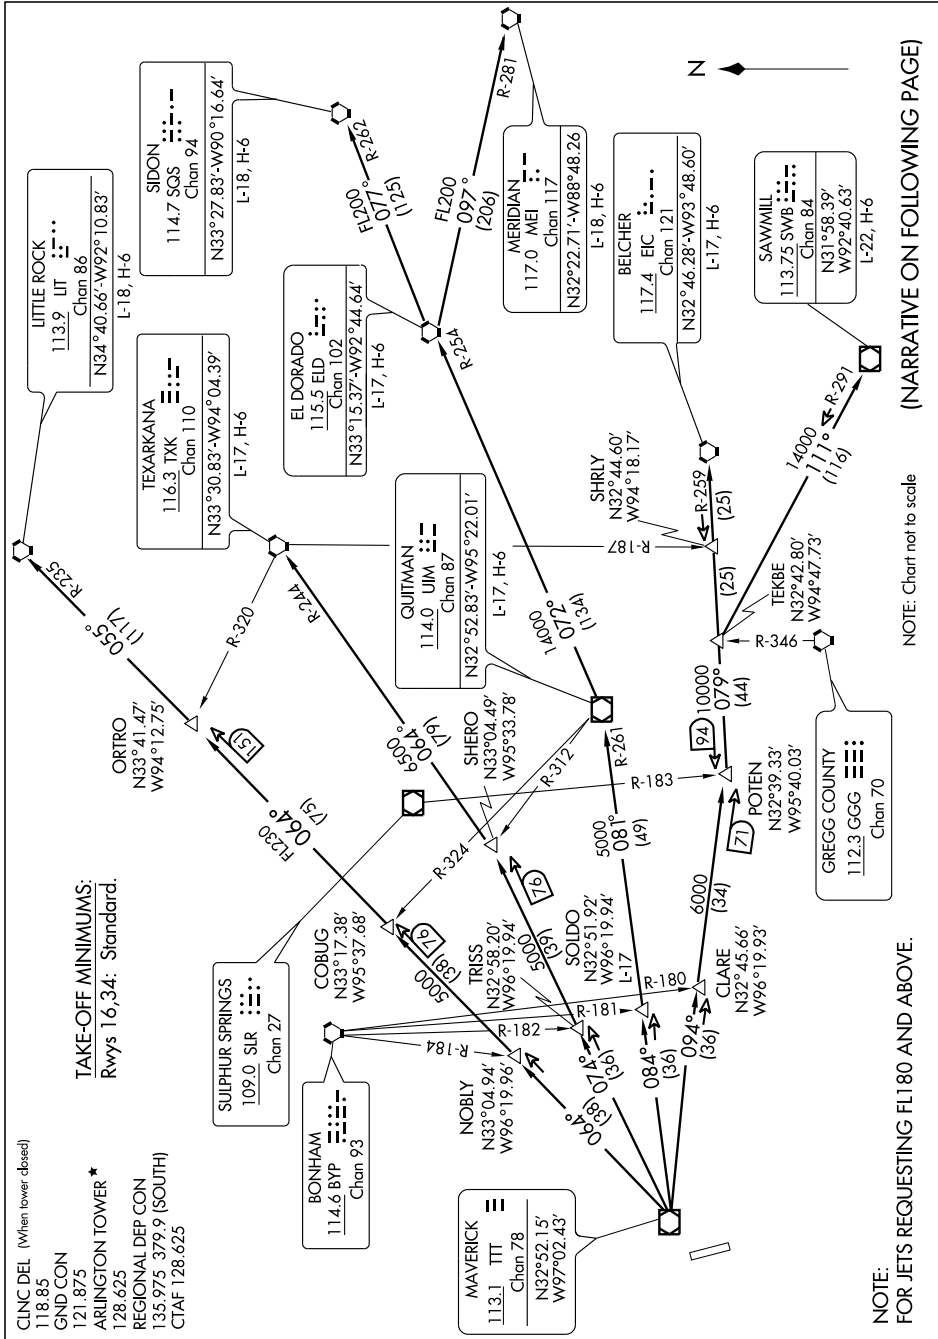 CLNC DEL (When tower closed)
118.85
GND CON
121.875
ARLINGTON TOWER★
128.625
REGIONAL DEP CON
135.975 379.9 (SOUTH)
CTAF 128.625
TAKE-OFF MINIMUMS:
Rwys 16,34: Standard.
LITTLE ROCK
113.9 LIT
Chan 86
N34°40.66'-W92°10.83'
L-18, H-6
TEXARKANA
116.3 TXK
Chan 110
N33°30.83'-W94°04.39'
L-17, H-6
SIDON
114.7 SQS
Chan 94
N33°27.83'-W90°16.64'
L-18, H-6
EL DORADO
115.5 ELD
Chan 102
N33°15.37'-W92°44.64'
L-17, H-6
QUITMAN
114.0 UIM
Chan 87
N32°52.83'-W95°22.01'
L-17, H-6
MERIDIAN
117.0 MEI
Chan 117
N32°22.71'-W88°48.26
L-18, H-6
BELCHER
117.4 EIC
Chan 121
N32°46.28'-W93°48.60'
L-17, H-6
SAWMILL
113.75 SWB
Chan 84
N31°58.39'
W92°40.63'
L-22, H-6
SULPHUR SPRINGS
109.0 SLR
Chan 27
BONHAM
114.6 BYP
Chan 93
MAVERICK
113.1 TTT
Chan 78
N32°52.15'
W97°02.43'
GREGG COUNTY
112.3 GGG
Chan 70
ORTRO
N33°41.47'
W94°12.75'
COBUG
N33°17.38'
W95°37.68'
NOBLY
N33°04.94'
W96°19.96'
TRISS
N32°58.20'
W96°19.94'
SHERO
N33°04.49'
W95°33.78'
SOLDO
N32°51.92'
W96°19.94'
L-17
CLARE
N32°45.66'
W96°19.93'
POTEN
N32°39.33'
W95°40.03'
TEKBE
N32°42.80'
W94°47.73'
SHRLY
N32°44.60'
W94°18.17'
064°
(38)
5000
(38)
76
FL230
064°
(75)
151
055°
(117)
R-235
R-320
R-244
074°
(36)
5000
(39)
76
6500
064°
(79)
084°
(36)
5000
081°
(49)
R-261
14000
072°
(134)
R-254
FL200
077°
(125)
R-262
FL200
097°
(206)
R-281
094°
(36)
6000
(34)
71
94
10000
079°
(44)
(25)
R-259
(25)
14000
111°
(116)
R-291
R-184
R-182
R-181
R-180
R-183
R-324
R-312
R-187
R-346
N
NOTE:
FOR JETS REQUESTING FL180 AND ABOVE.
NOTE: Chart not to scale
(NARRATIVE ON FOLLOWING PAGE)